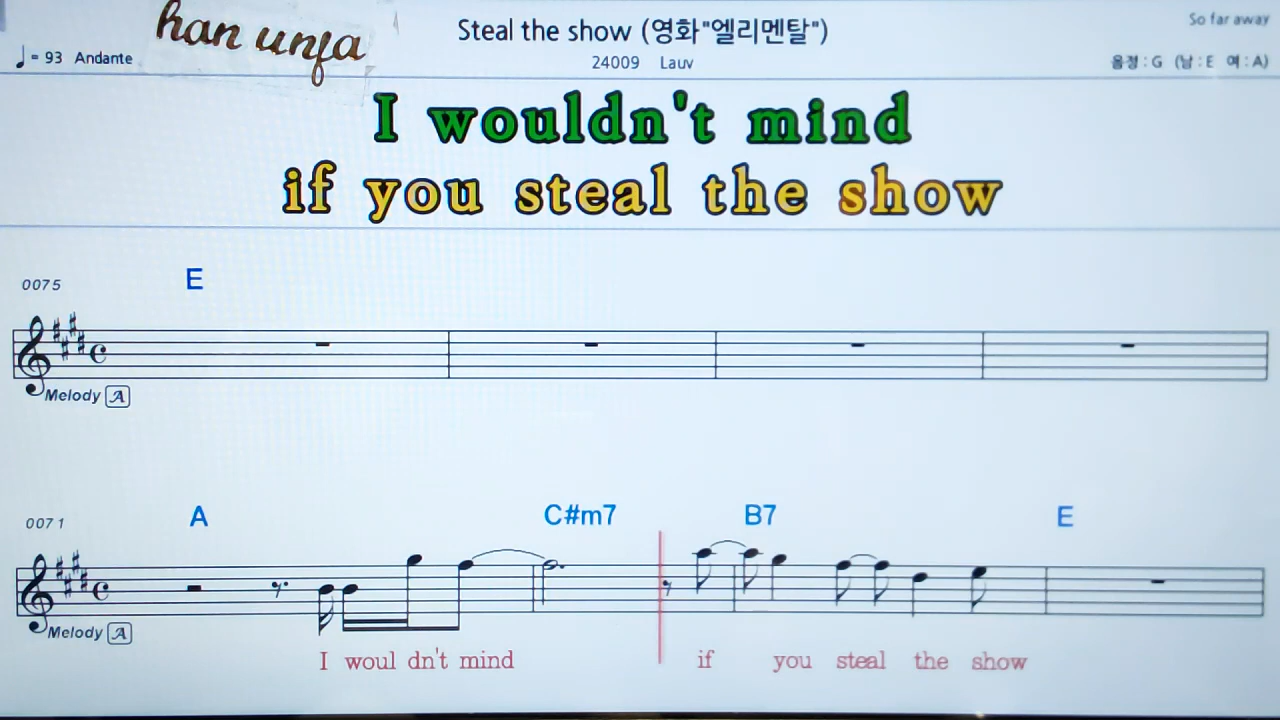 han unfa
Steal the show (영화"엘리멘탈")
So far away
♩= 93 Andante
24009 Lauv
음정 : G (남 : E 여 : A)
I wouldn't mind
if you steal the show
0075 E
Melody A
0071 A C#m7 B7 E
Melody A
I woul dn't mind if you steal the show